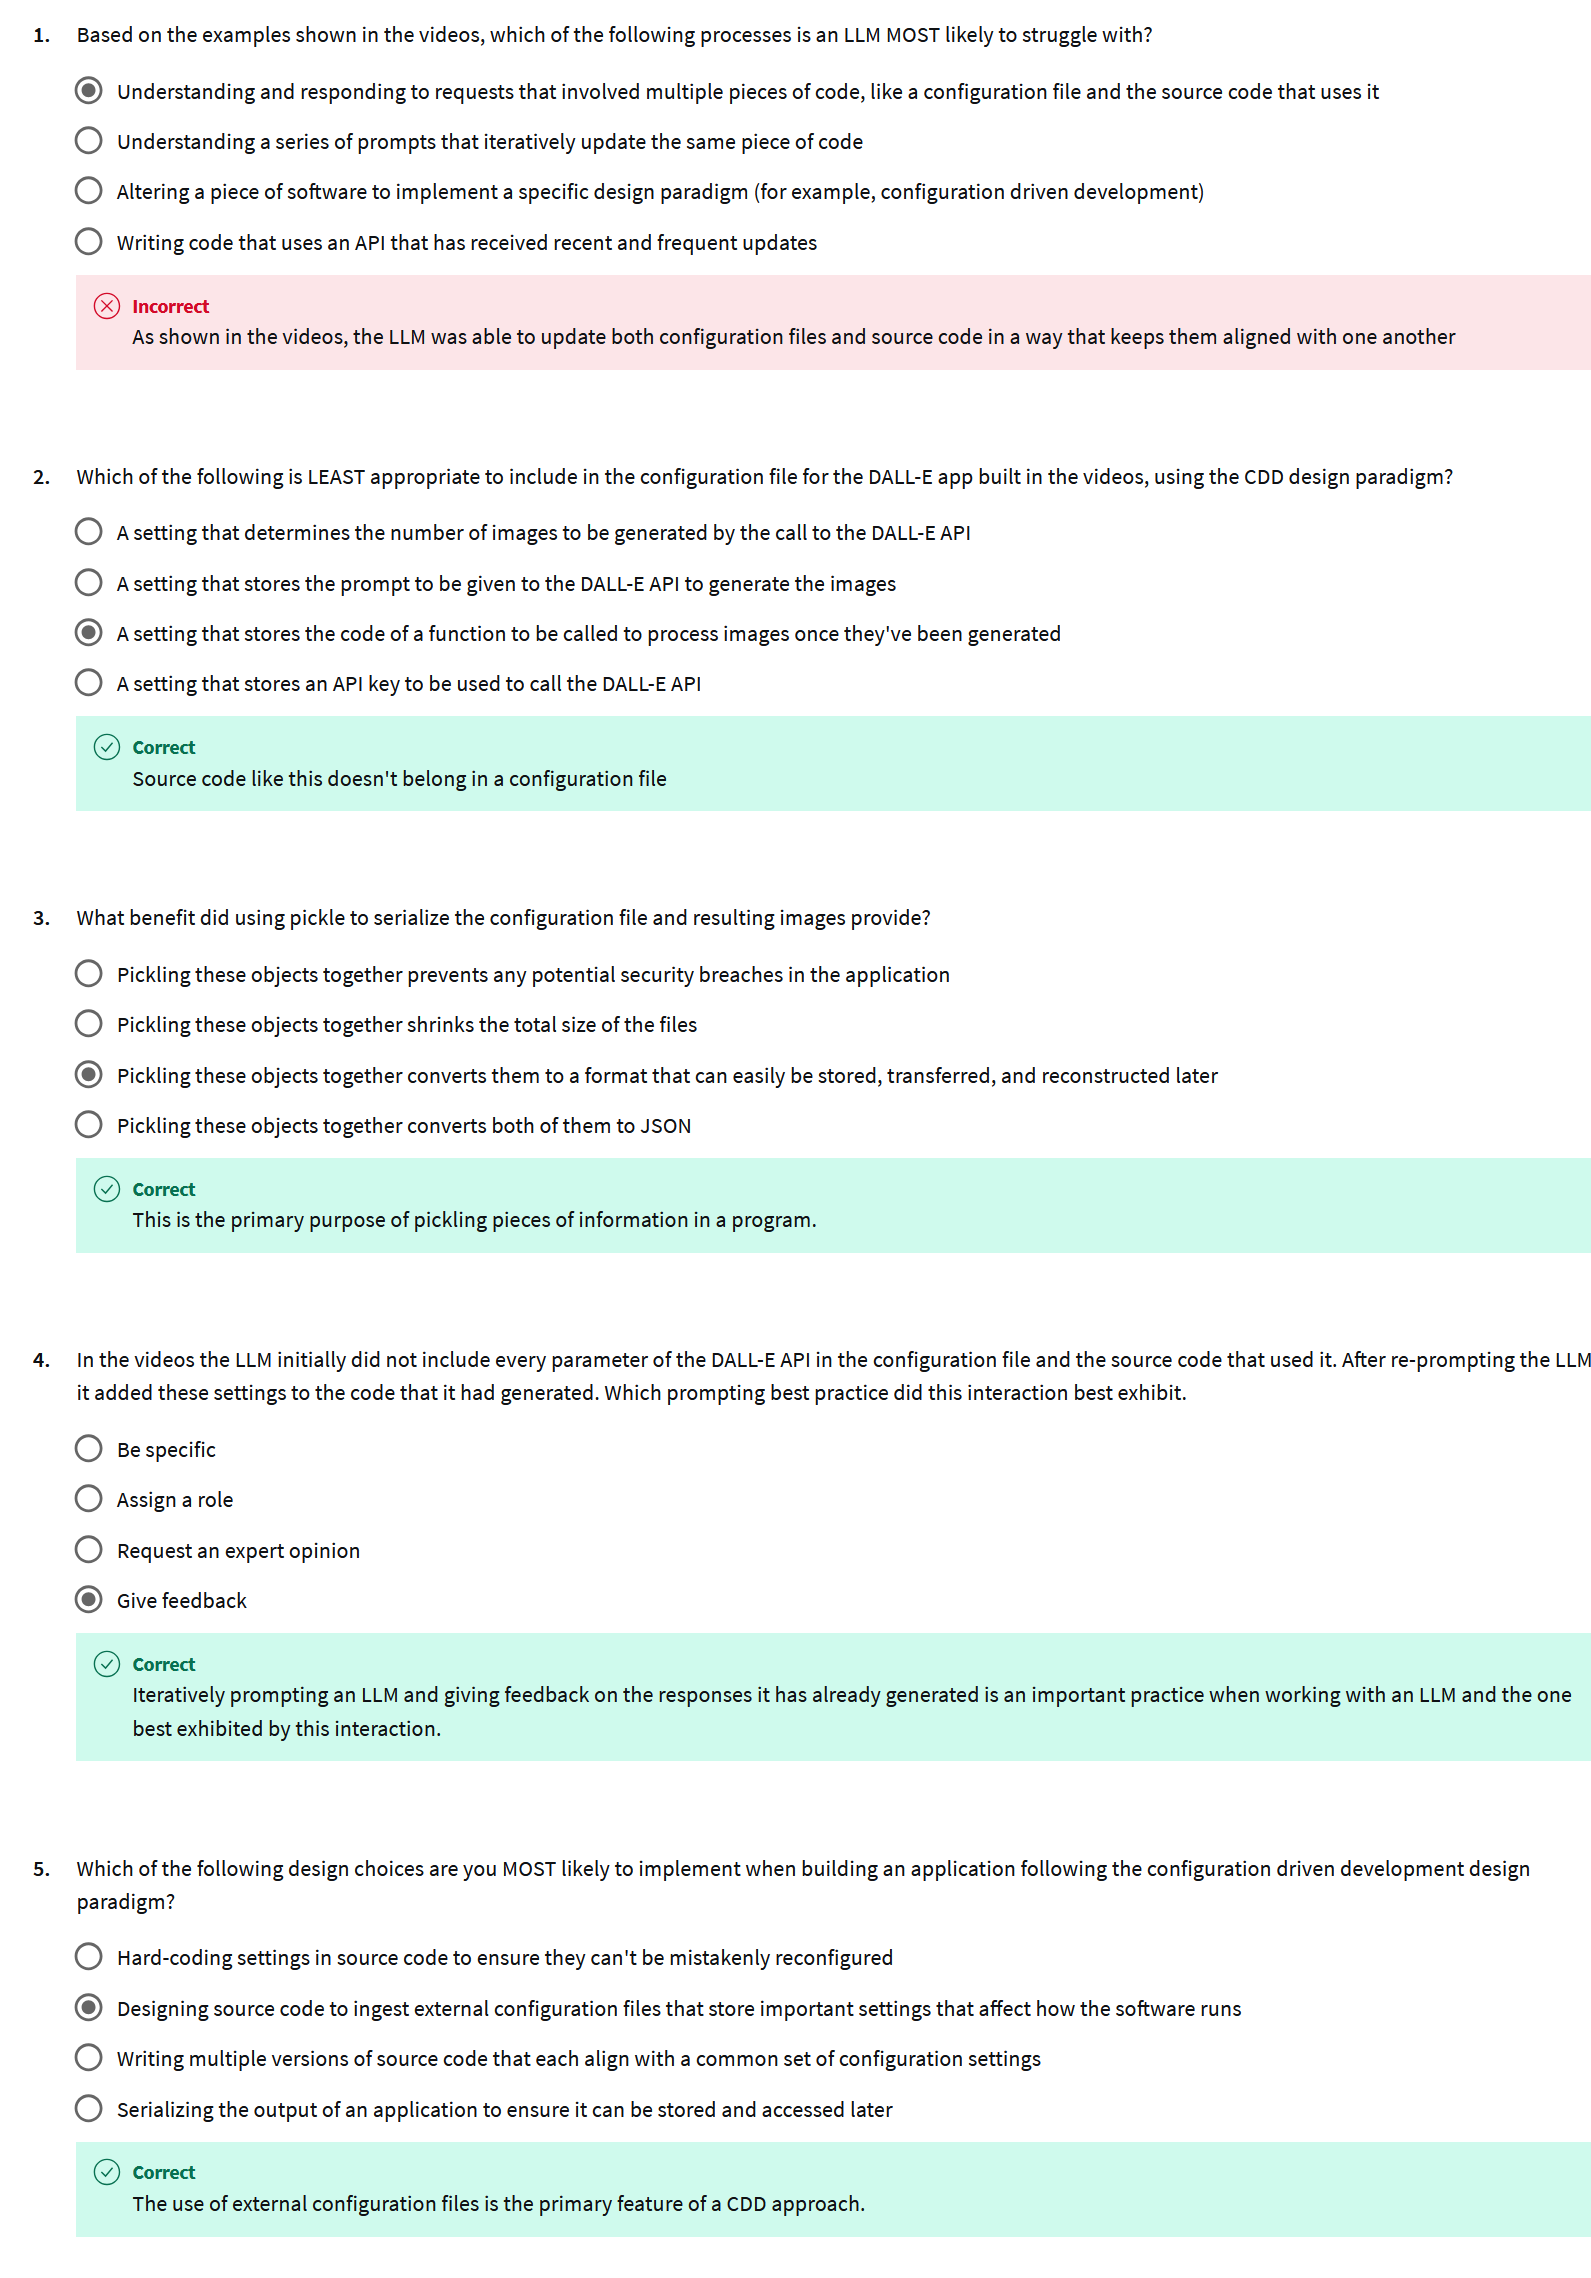 1. Based on the examples shown in the videos, which of the following processes is an LLM MOST likely to struggle with?
Understanding and responding to requests that involved multiple pieces of code, like a configuration file and the source code that uses it
Understanding a series of prompts that iteratively update the same piece of code
Altering a piece of software to implement a specific design paradigm (for example, configuration driven development)
Writing code that uses an API that has received recent and frequent updates
Incorrect
As shown in the videos, the LLM was able to update both configuration files and source code in a way that keeps them aligned with one another
2. Which of the following is LEAST appropriate to include in the configuration file for the DALL-E app built in the videos, using the CDD design paradigm?
A setting that determines the number of images to be generated by the call to the DALL-E API
A setting that stores the prompt to be given to the DALL-E API to generate the images
A setting that stores the code of a function to be called to process images once they've been generated
A setting that stores an API key to be used to call the DALL-E API
Correct
Source code like this doesn't belong in a configuration file
3. What benefit did using pickle to serialize the configuration file and resulting images provide?
Pickling these objects together prevents any potential security breaches in the application
Pickling these objects together shrinks the total size of the files
Pickling these objects together converts them to a format that can easily be stored, transferred, and reconstructed later
Pickling these objects together converts both of them to JSON
Correct
This is the primary purpose of pickling pieces of information in a program.
4. In the videos the LLM initially did not include every parameter of the DALL-E API in the configuration file and the source code that used it. After re-prompting the LLM
it added these settings to the code that it had generated. Which prompting best practice did this interaction best exhibit.
Be specific
Assign a role
Request an expert opinion
Give feedback
Correct
Iteratively prompting an LLM and giving feedback on the responses it has already generated is an important practice when working with an LLM and the one
best exhibited by this interaction.
5. Which of the following design choices are you MOST likely to implement when building an application following the configuration driven development design
paradigm?
Hard-coding settings in source code to ensure they can't be mistakenly reconfigured
Designing source code to ingest external configuration files that store important settings that affect how the software runs
Writing multiple versions of source code that each align with a common set of configuration settings
Serializing the output of an application to ensure it can be stored and accessed later
Correct
The use of external configuration files is the primary feature of a CDD approach.